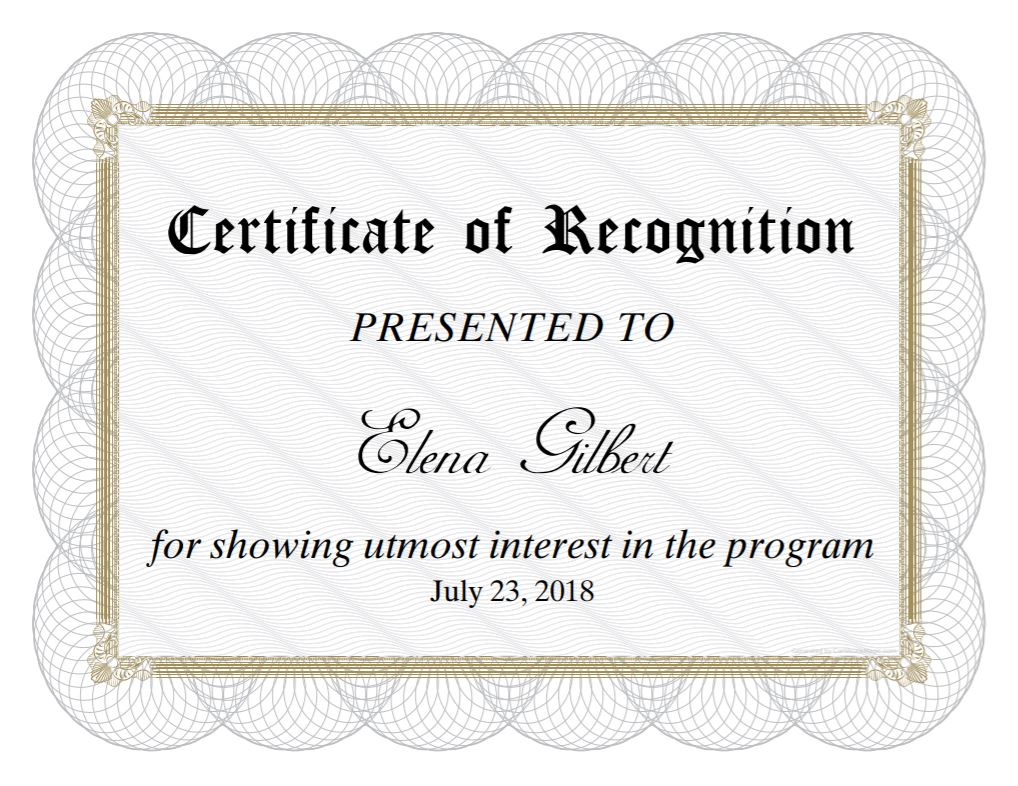 Certificate of Recognition
PRESENTED TO
Elena Gilbert
for showing utmost interest in the program
July 23, 2018